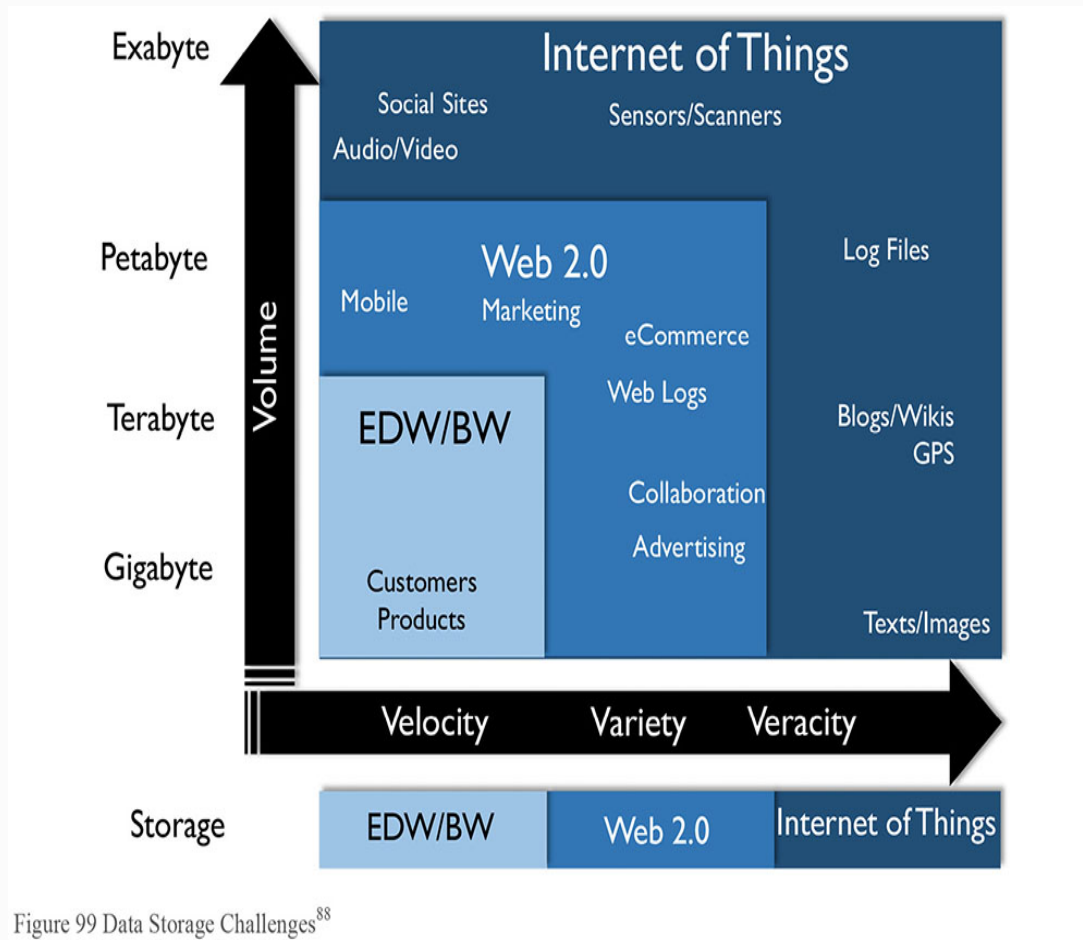 Exabyte
Internet of Things
Social Sites
Sensors/Scanners
Audio/Video
Petabyte
Web 2.0
Log Files
Mobile
Marketing
eCommerce
Volume
Terabyte
EDW/BW
Web Logs
Blogs/Wikis
GPS
Collaboration
Advertising
Gigabyte
Customers
Products
Texts/Images
Velocity Variety Veracity
Storage EDW/BW Web 2.0 Internet of Things
Figure 99 Data Storage Challenges88